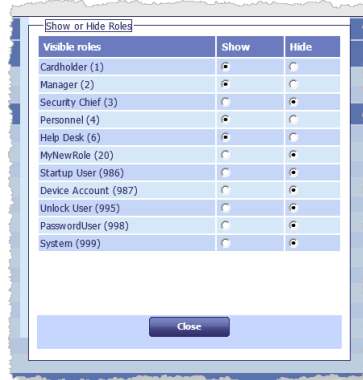 Show or Hide Roles
Visible roles Show Hide
Cardholder (1)
Manager (2)
Security Chief (3)
Personnel (4)
Help Desk (6)
MyNewRole (20)
Startup User (986)
Device Account (987)
Unlock User (995)
PasswordUser (998)
System (999)
Close